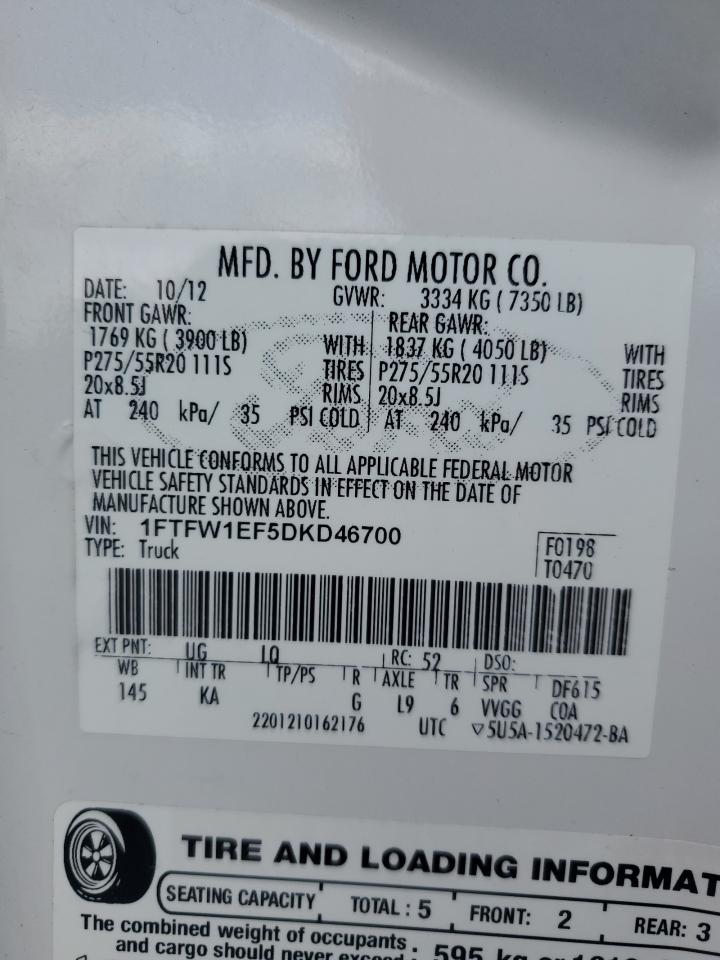 MFD. BY FORD MOTOR CO.
DATE: 10/12 GVWR: 3334 KG ( 7350 LB)
FRONT GAWR: REAR GAWR:
1769 KG ( 3900 LB) WITH 1837 KG ( 4050 LB) WITH
P275/55R20 111S TIRES P275/55R20 111S TIRES
20x8.5J RIMS 20x8.5J RIMS
AT 240 kPa/ 35 PSI COLD AT 240 kPa/ 35 PSI COLD
THIS VEHICLE CONFORMS TO ALL APPLICABLE FEDERAL MOTOR
VEHICLE SAFETY STANDARDS IN EFFECT ON THE DATE OF
MANUFACTURE SHOWN ABOVE.
VIN: 1FTFW1EF5DKD46700
TYPE: Truck
F0198
T0470
EXT PNT: UG LQ RC: 52 DSO:
WB INT TR TP/PS R AXLE TR SPR DF615
145 KA G L9 6 VVGG COA
2201210162176 UTC ▽5U5A-1520472-BA
TIRE AND LOADING INFORMAT
SEATING CAPACITY TOTAL : 5 FRONT: 2 REAR: 3
The combined weight of occupants
and cargo should never exceed : 595 kg or